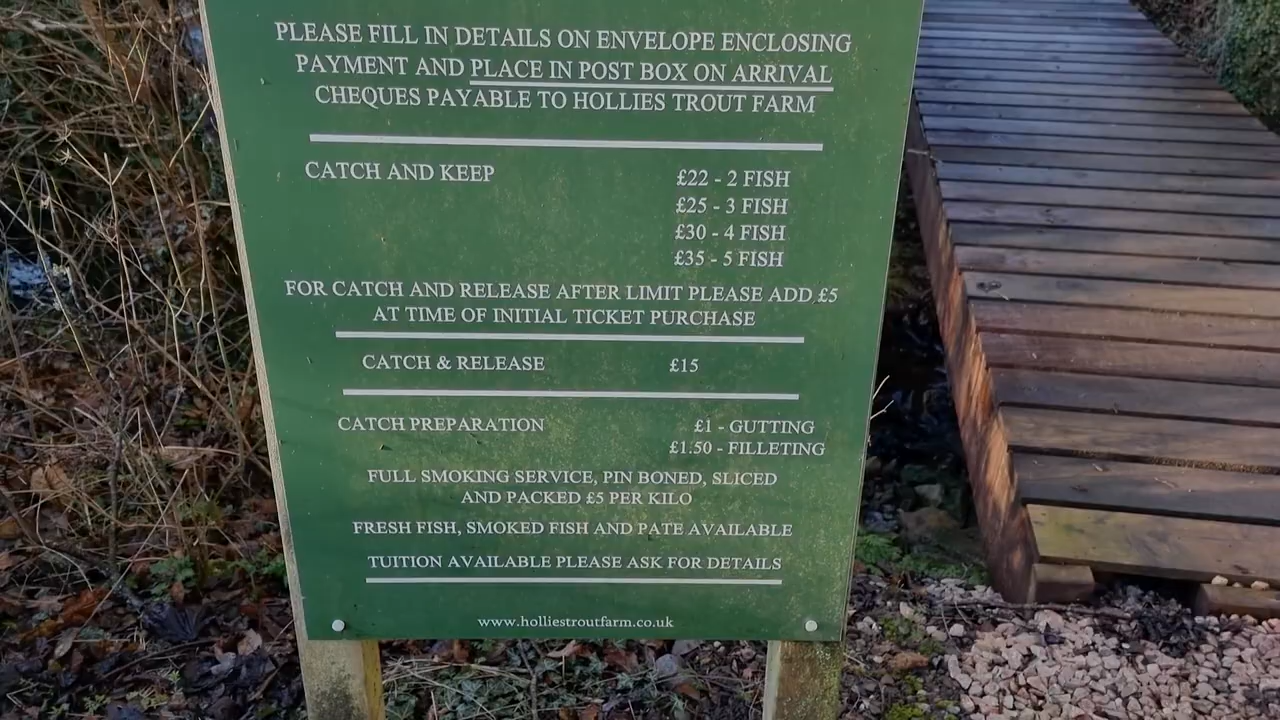 PLEASE FILL IN DETAILS ON ENVELOPE ENCLOSING
PAYMENT AND PLACE IN POST BOX ON ARRIVAL
CHEQUES PAYABLE TO HOLLIES TROUT FARM
CATCH AND KEEP £22 - 2 FISH
£25 - 3 FISH
£30 - 4 FISH
£35 - 5 FISH
FOR CATCH AND RELEASE AFTER LIMIT PLEASE ADD £5
AT TIME OF INITIAL TICKET PURCHASE
CATCH & RELEASE £15
CATCH PREPARATION £1 - GUTTING
£1.50 - FILLETING
FULL SMOKING SERVICE, PIN BONED, SLICED
AND PACKED £5 PER KILO
FRESH FISH, SMOKED FISH AND PATE AVAILABLE
TUITION AVAILABLE PLEASE ASK FOR DETAILS
www.holliestroutfarm.co.uk